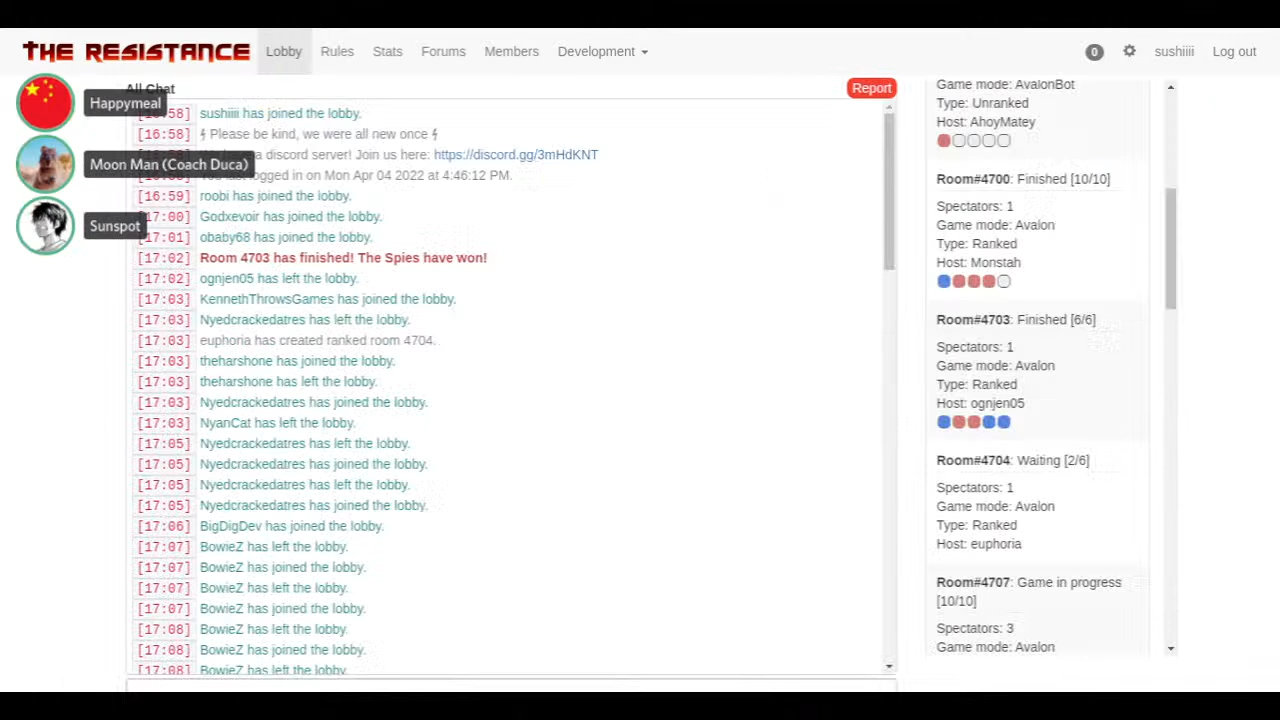 THE RESISTANCE Lobby Rules Stats Forums Members Development 0 sushiiii Log out
Happymeal
Moon Man (Coach Duca)
Sunspot
All Chat Report
[16:58] sushiiii has joined the lobby.
[16:58] Please be kind, we were all new once
a discord server! Join us here: https://discord.gg/3mHdKNT
logged in on Mon Apr 04 2022 at 4:46:12 PM.
[16:59] roobi has joined the lobby.
[17:00] Godxevoir has joined the lobby.
[17:01] obaby68 has joined the lobby.
[17:02] Room 4703 has finished! The Spies have won!
[17:02] ognjen05 has left the lobby.
[17:03] KennethThrowsGames has joined the lobby.
[17:03] Nyedcrackedatres has left the lobby.
[17:03] euphoria has created ranked room 4704.
[17:03] theharshone has joined the lobby.
[17:03] theharshone has left the lobby.
[17:03] Nyedcrackedatres has joined the lobby.
[17:03] NyanCat has left the lobby.
[17:05] Nyedcrackedatres has left the lobby.
[17:05] Nyedcrackedatres has joined the lobby.
[17:05] Nyedcrackedatres has left the lobby.
[17:05] Nyedcrackedatres has joined the lobby.
[17:06] BigDigDev has joined the lobby.
[17:07] BowieZ has left the lobby.
[17:07] BowieZ has joined the lobby.
[17:07] BowieZ has left the lobby.
[17:07] BowieZ has joined the lobby.
[17:08] BowieZ has left the lobby.
[17:08] BowieZ has joined the lobby.
[17:08] BowieZ has left the lobby.
Game mode: AvalonBot
Type: Unranked
Host: AhoyMatey
Room#4700: Finished [10/10]
Spectators: 1
Game mode: Avalon
Type: Ranked
Host: Monstah
Room#4703: Finished [6/6]
Spectators: 1
Game mode: Avalon
Type: Ranked
Host: ognjen05
Room#4704: Waiting [2/6]
Spectators: 1
Game mode: Avalon
Type: Ranked
Host: euphoria
Room#4707: Game in progress
[10/10]
Spectators: 3
Game mode: Avalon